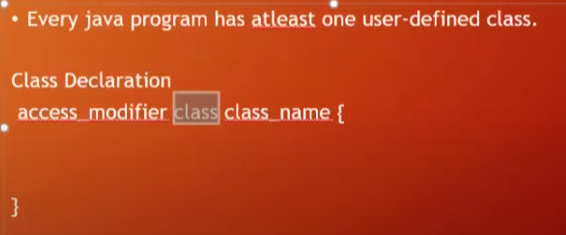 • Every java program has atleast one user-defined class.
Class Declaration
access_modifier class class_name {
}